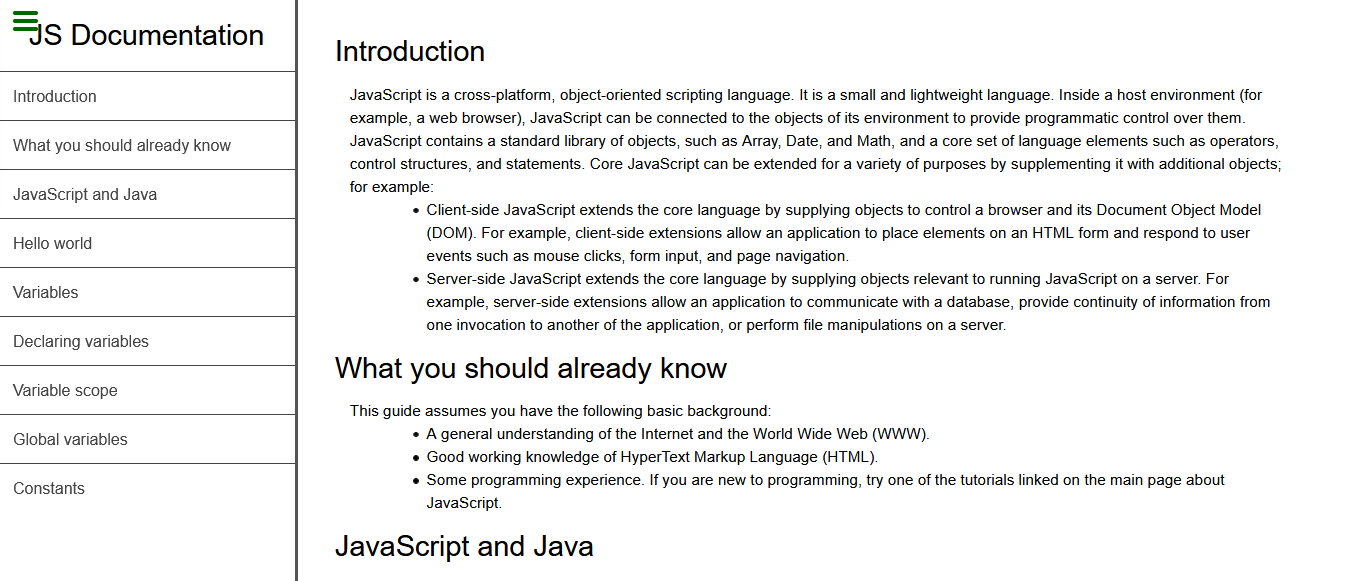 JS Documentation
Introduction
What you should already know
JavaScript and Java
Hello world
Variables
Declaring variables
Variable scope
Global variables
Constants
Introduction
JavaScript is a cross-platform, object-oriented scripting language. It is a small and lightweight language. Inside a host environment (for
example, a web browser), JavaScript can be connected to the objects of its environment to provide programmatic control over them.
JavaScript contains a standard library of objects, such as Array, Date, and Math, and a core set of language elements such as operators,
control structures, and statements. Core JavaScript can be extended for a variety of purposes by supplementing it with additional objects;
for example:
• Client-side JavaScript extends the core language by supplying objects to control a browser and its Document Object Model
(DOM). For example, client-side extensions allow an application to place elements on an HTML form and respond to user
events such as mouse clicks, form input, and page navigation.
• Server-side JavaScript extends the core language by supplying objects relevant to running JavaScript on a server. For
example, server-side extensions allow an application to communicate with a database, provide continuity of information from
one invocation to another of the application, or perform file manipulations on a server.
What you should already know
This guide assumes you have the following basic background:
• A general understanding of the Internet and the World Wide Web (WWW).
• Good working knowledge of HyperText Markup Language (HTML).
• Some programming experience. If you are new to programming, try one of the tutorials linked on the main page about
JavaScript.
JavaScript and Java